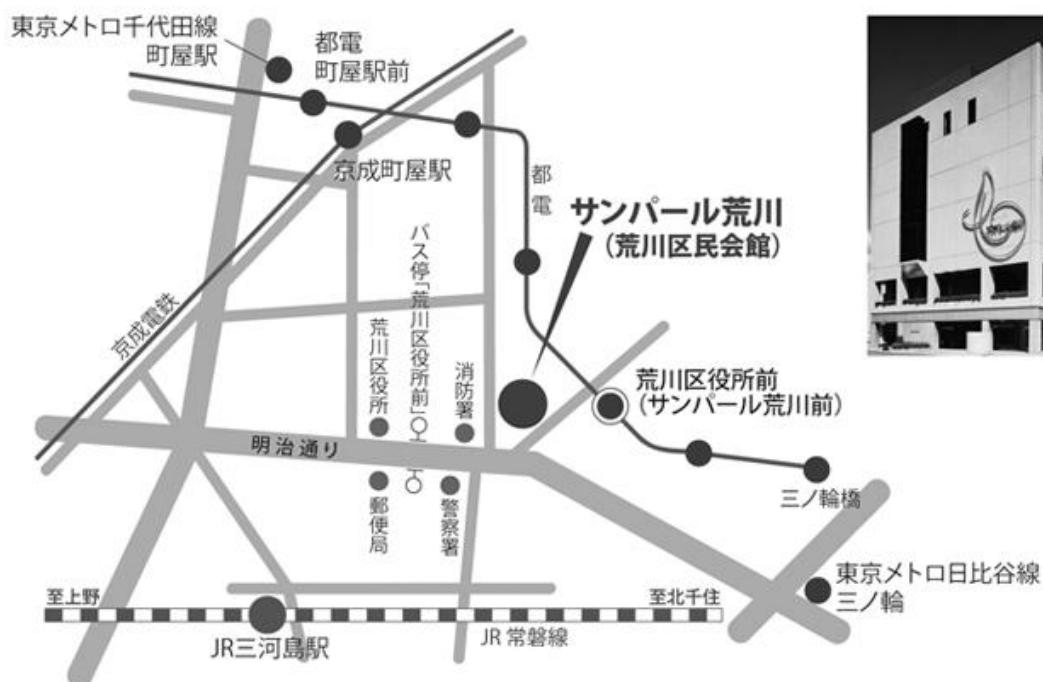 東京メトロ千代田線
町屋駅
都電
町屋駅前
京成町屋駅
都電
サンパール荒川
（荒川区民会館）
京成電鉄
バス停「荒川区役所前」
荒川区役所
消防署
荒川区役所前
（サンパール荒川前）
明治通り
郵便局
警察署
三ノ輪橋
東京メトロ日比谷線
三ノ輪
至上野
至北千住
JR三河島駅
JR 常磐線